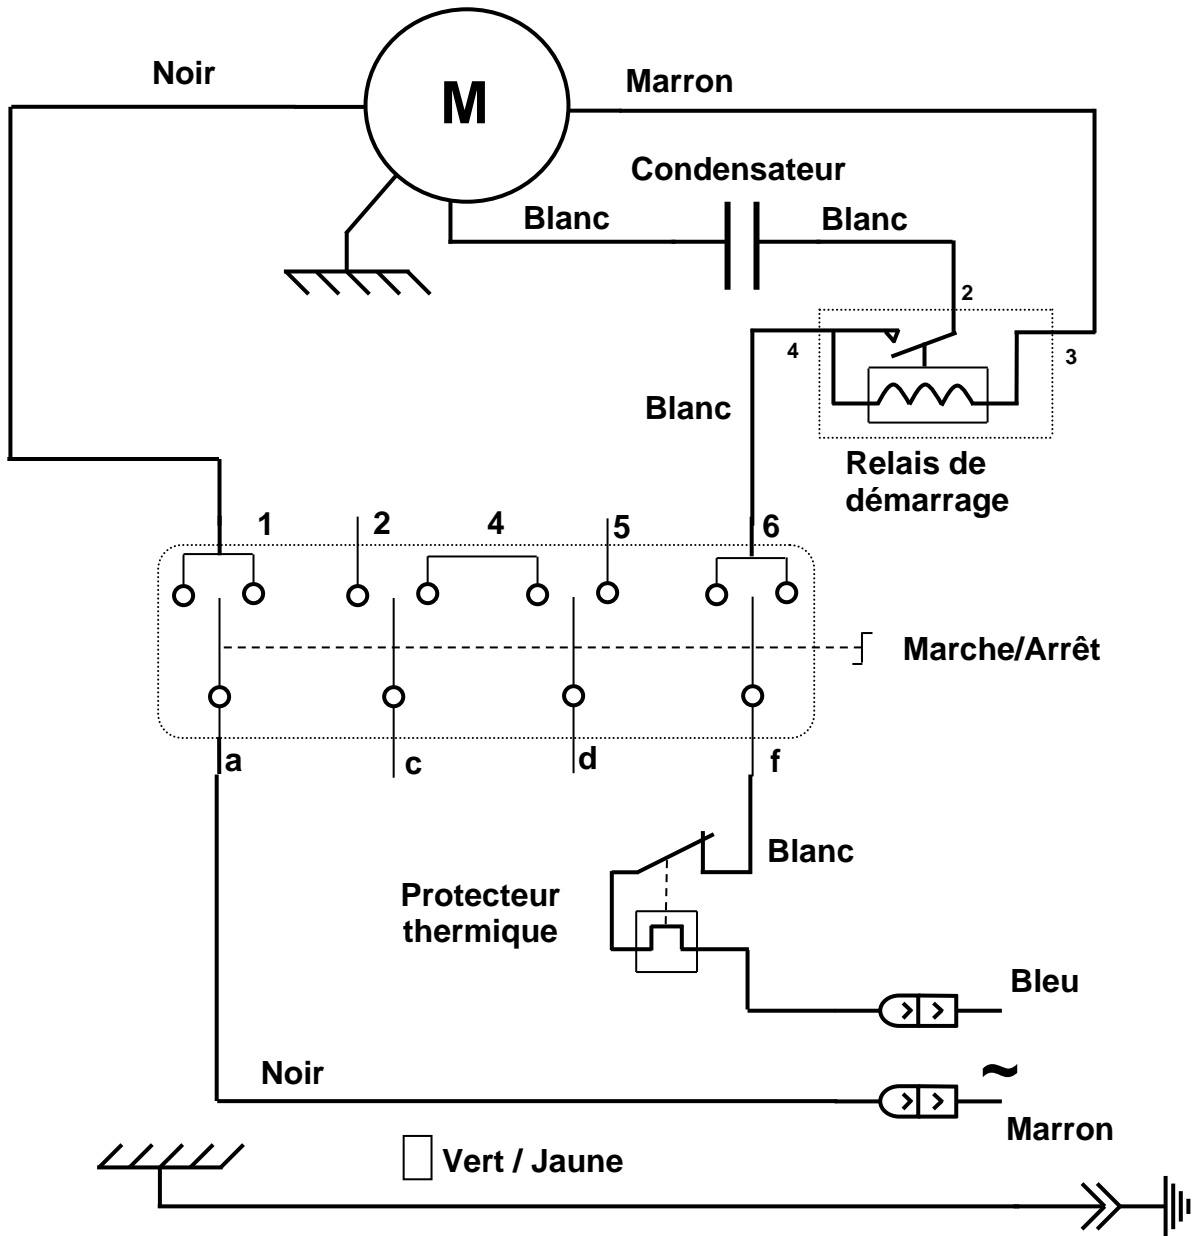 Noir
M
Marron
Condensateur
Blanc
Blanc
2
4
3
Blanc
Relais de
démarrage
1
2
4
5
6
Marche/Arrêt
a
c
d
f
Blanc
Protecteur
thermique
Bleu
Noir
~
Marron
Vert / Jaune